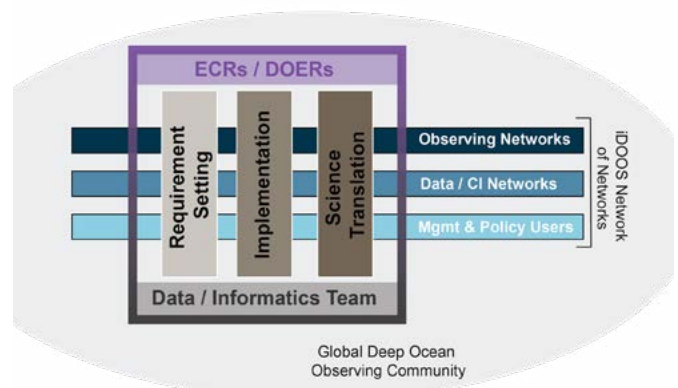 ECRs / DOERs
Requirement
Setting
Implementation
Science
Translation
Observing Networks
Data / CI Networks
Mgmt & Policy Users
iDOOS Network
of Networks
Data / Informatics Team
Global Deep Ocean
Observing Community